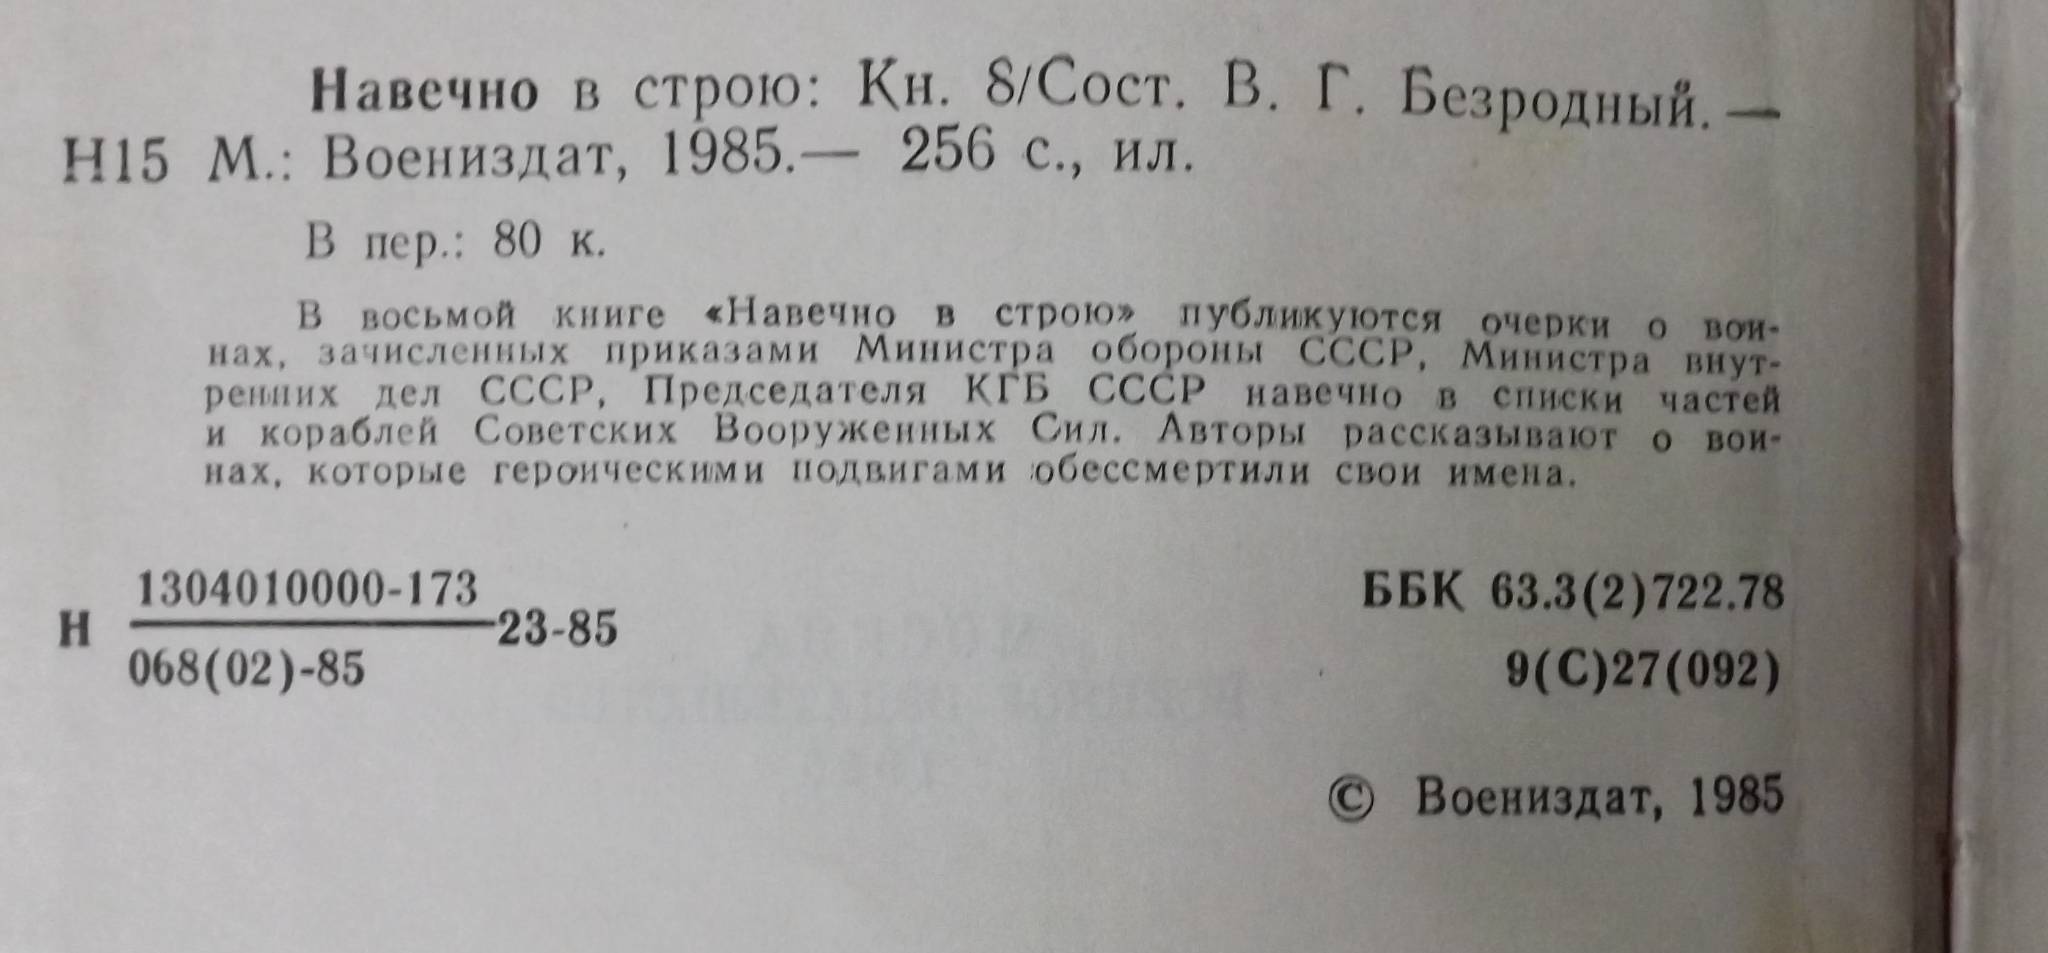 Навечно в строю: Кн. 8/Сост. В. Г. Безродный. —
Н15 М.: Воениздат, 1985.— 256 с., ил.
В пер.: 80 к.
В восьмой книге «Навечно в строю» публикуются очерки о вои-
нах, зачисленных приказами Министра обороны СССР, Министра внут-
ренних дел СССР, Председателя КГБ СССР навечно в списки частей
и кораблей Советских Вооруженных Сил. Авторы рассказывают о вои-
нах, которые героическими подвигами обессмертили свои имена.
1304010000-173
Н 23-85
068(02)-85
ББК 63.3(2)722.78
9(С)27(092)
© Воениздат, 1985